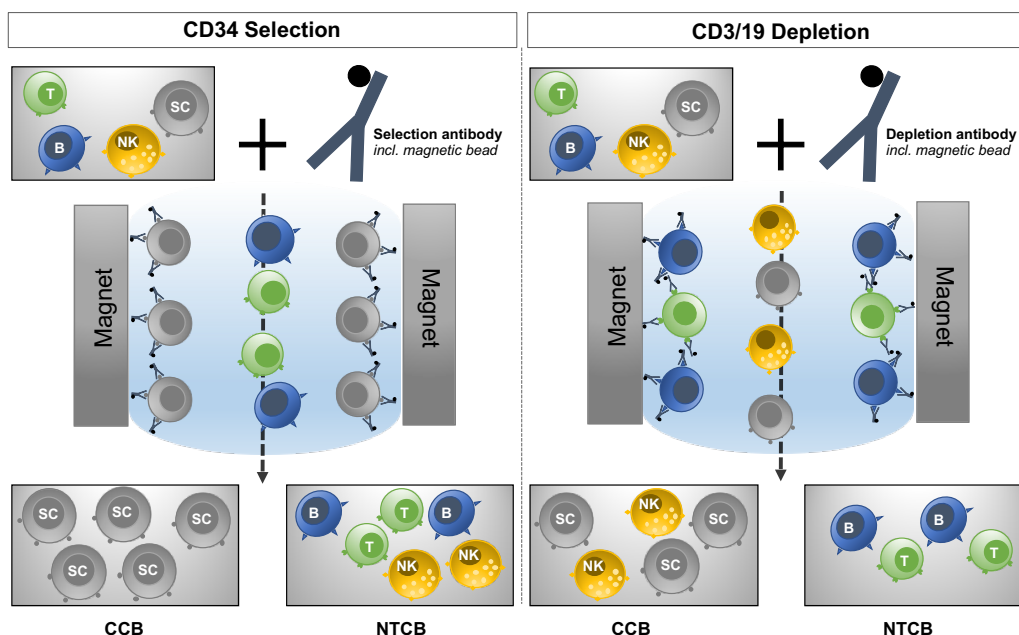 CD34 Selection
CD3/19 Depletion
T
SC
B
NK
Selection antibody
incl. magnetic bead
T
SC
B
NK
Depletion antibody
incl. magnetic bead
Magnet
Magnet
Magnet
Magnet
SC
SC
SC
SC
SC
B
T
B
T
NK
NK
SC
NK
SC
NK
SC
B
B
T
T
CCB
NTCB
CCB
NTCB